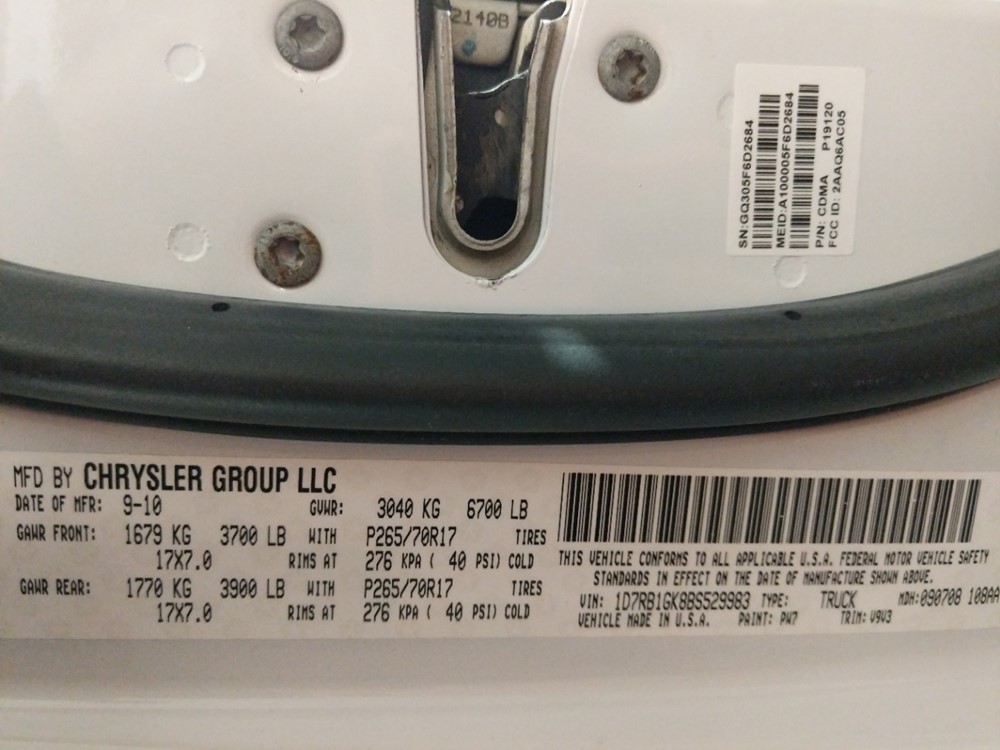 2140B
SN:GQ305F6D2684
MEID:A100005F6D2684
P/N: CDMA P19120
FCC ID: 2AAQ6AC05
MFD BY CHRYSLER GROUP LLC
DATE OF MFR: 9-10 GVWR: 3040 KG 6700 LB
GAWR FRONT: 1679 KG 3700 LB WITH P265/70R17 TIRES
17X7.0 RIMS AT 276 KPA ( 40 PSI) COLD
GAWR REAR: 1770 KG 3900 LB WITH P265/70R17 TIRES
17X7.0 RIMS AT 276 KPA ( 40 PSI) COLD
THIS VEHICLE CONFORMS TO ALL APPLICABLE U.S.A. FEDERAL MOTOR VEHICLE SAFETY
STANDARDS IN EFFECT ON THE DATE OF MANUFACTURE SHOWN ABOVE.
VIN: 1D7RB1GK8BS529983 TYPE: TRUCK MDH:090708 108AA
VEHICLE MADE IN U.S.A. PAINT: PW7 TRIM: V9V3